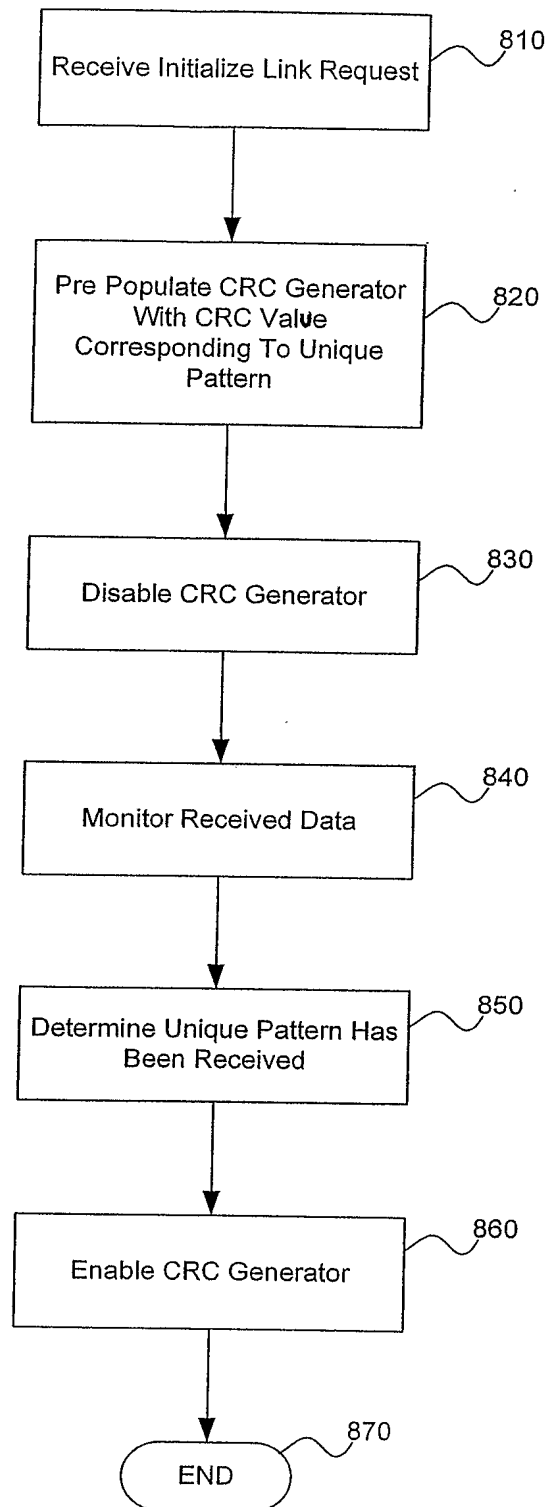 Receive Initialize Link Request
810
Pre Populate CRC Generator
With CRC Value
Corresponding To Unique
Pattern
820
Disable CRC Generator
830
Monitor Received Data
840
Determine Unique Pattern Has
Been Received
850
Enable CRC Generator
860
END
870